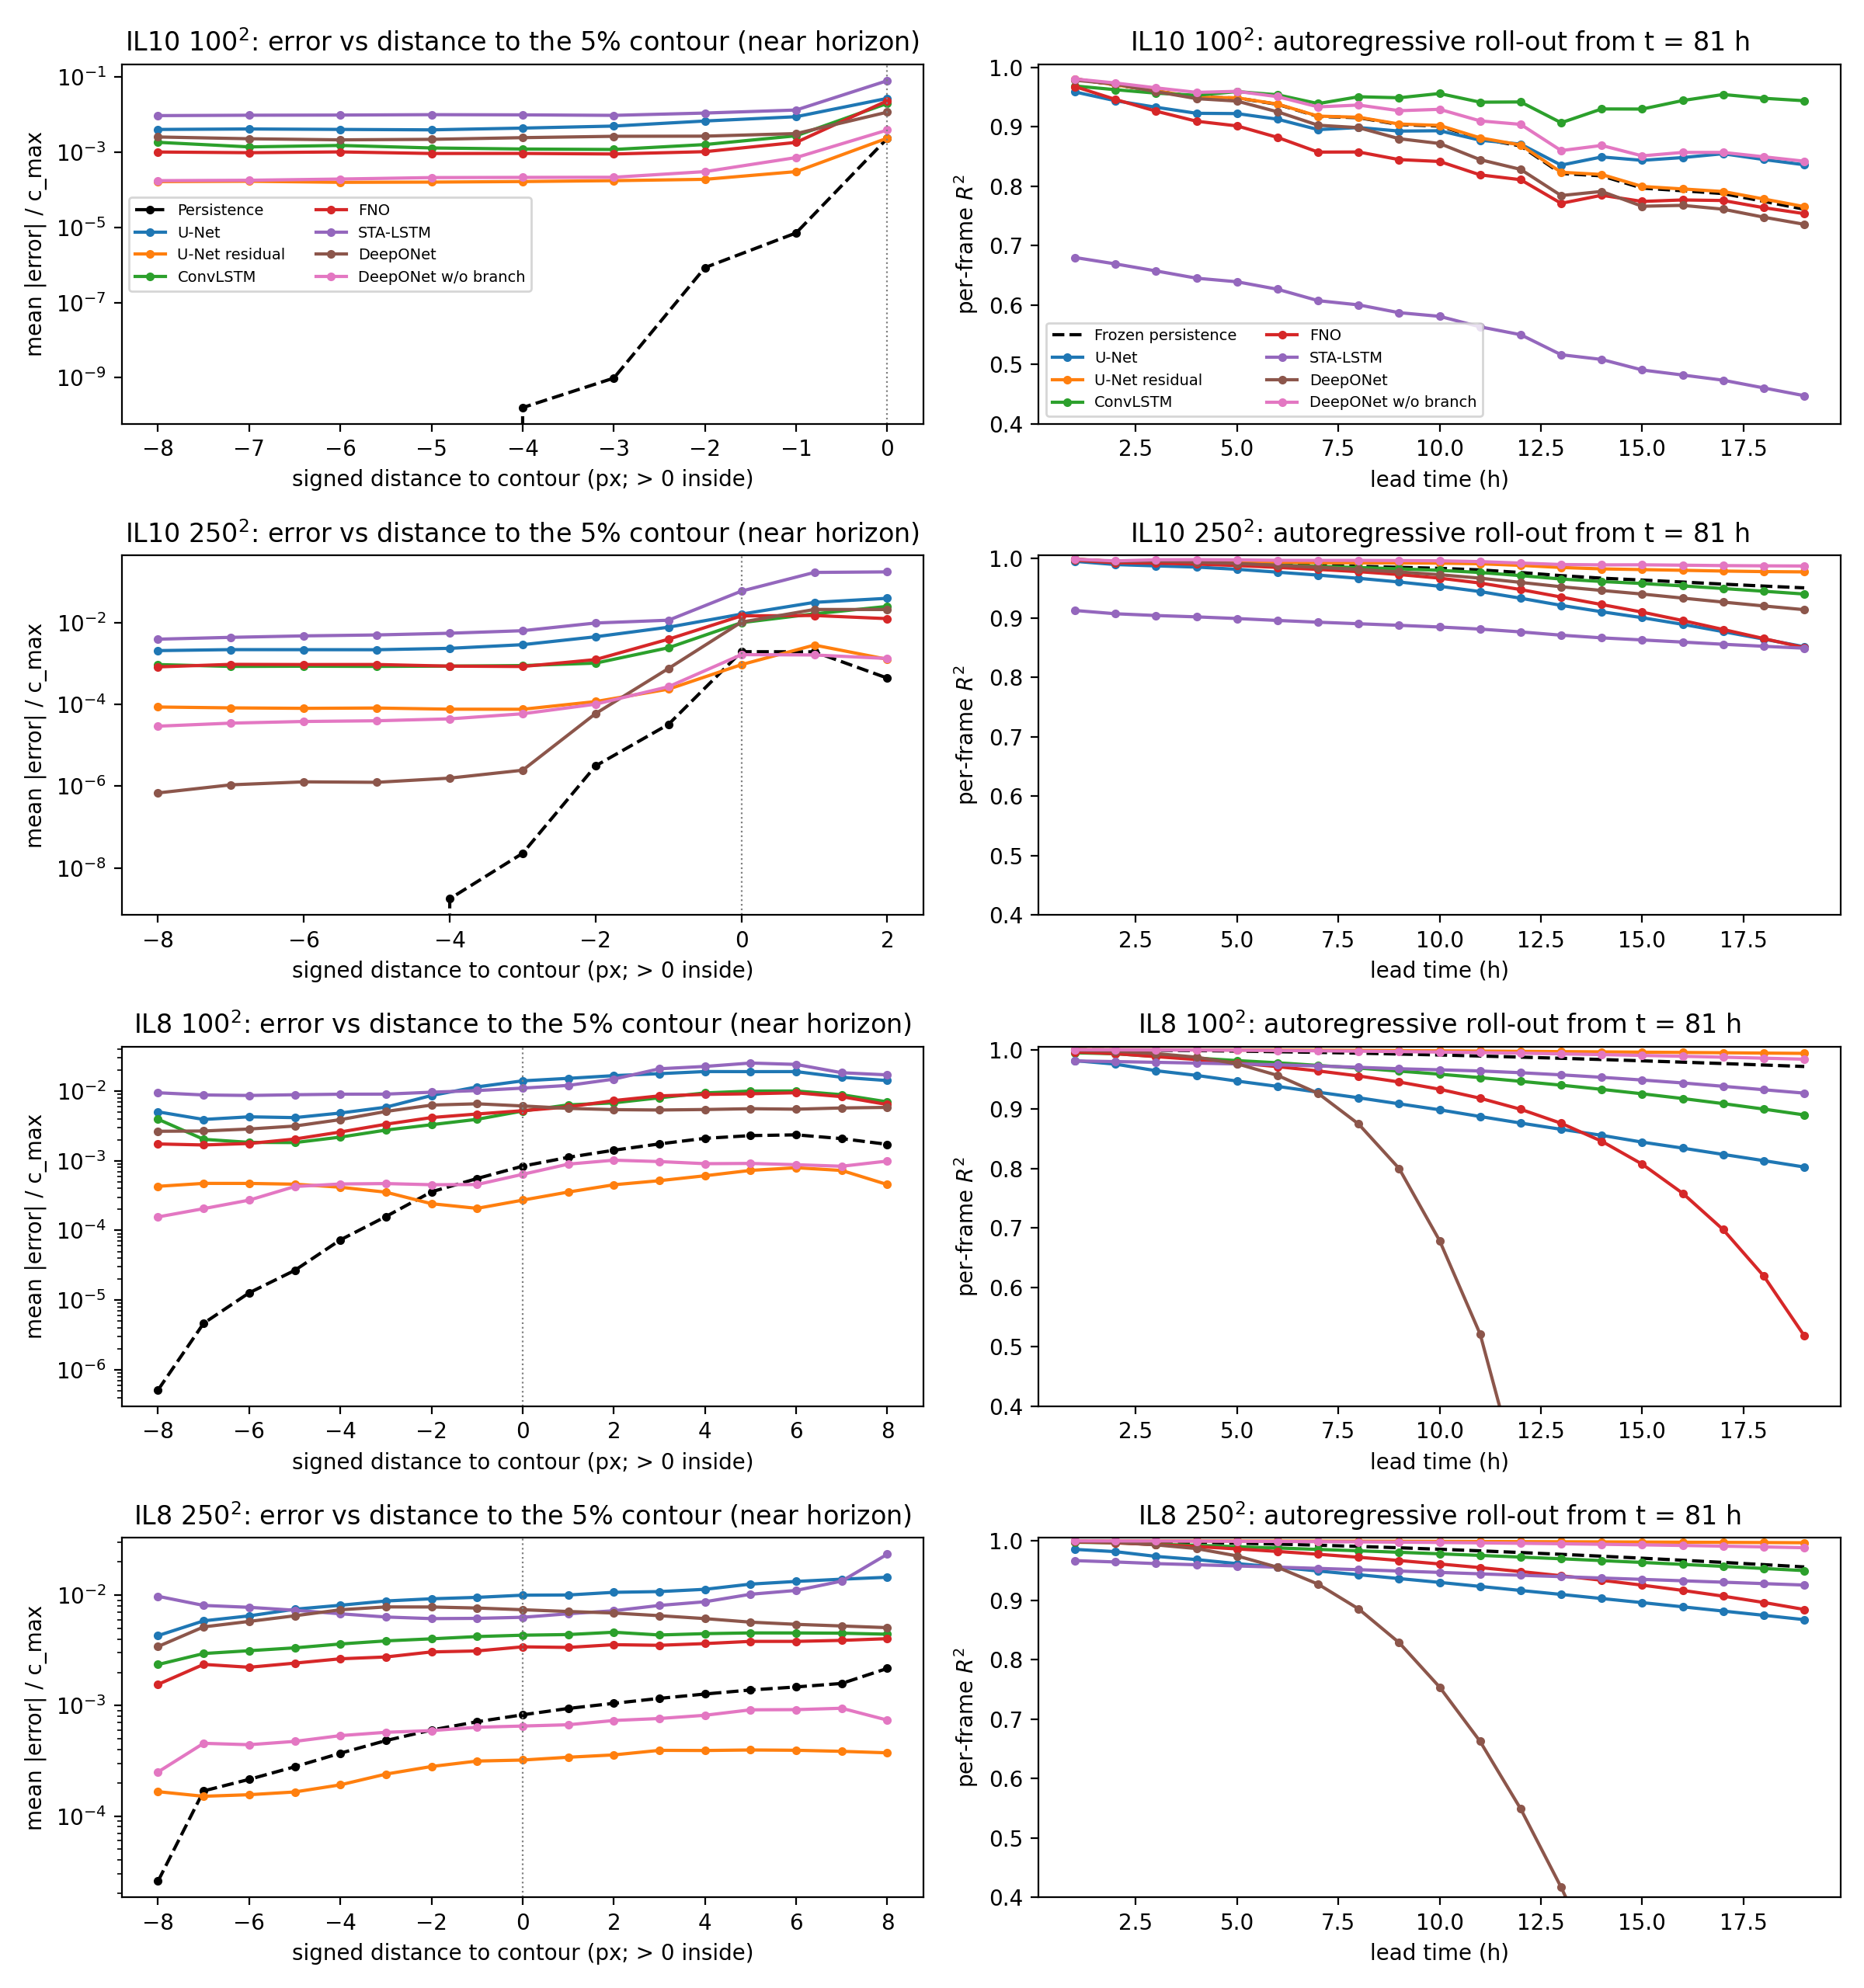 IL10 100²: error vs distance to the 5% contour (near horizon)
mean |error| / c_max
10⁻¹
10⁻³
10⁻⁵
10⁻⁷
10⁻⁹
Persistence
U-Net
U-Net residual
ConvLSTM
FNO
STA-LSTM
DeepONet
DeepONet w/o branch
−8 −7 −6 −5 −4 −3 −2 −1 0
signed distance to contour (px; > 0 inside)
IL10 100²: autoregressive roll-out from t = 81 h
per-frame R²
1.0
0.9
0.8
0.7
0.6
0.5
0.4
Frozen persistence
U-Net
U-Net residual
ConvLSTM
FNO
STA-LSTM
DeepONet
DeepONet w/o branch
2.5 5.0 7.5 10.0 12.5 15.0 17.5
lead time (h)
IL10 250²: error vs distance to the 5% contour (near horizon)
mean |error| / c_max
10⁻²
10⁻⁴
10⁻⁶
10⁻⁸
−8 −6 −4 −2 0 2
signed distance to contour (px; > 0 inside)
IL10 250²: autoregressive roll-out from t = 81 h
per-frame R²
1.0
0.9
0.8
0.7
0.6
0.5
0.4
2.5 5.0 7.5 10.0 12.5 15.0 17.5
lead time (h)
IL8 100²: error vs distance to the 5% contour (near horizon)
mean |error| / c_max
10⁻²
10⁻³
10⁻⁴
10⁻⁵
10⁻⁶
−8 −6 −4 −2 0 2 4 6 8
signed distance to contour (px; > 0 inside)
IL8 100²: autoregressive roll-out from t = 81 h
per-frame R²
1.0
0.9
0.8
0.7
0.6
0.5
0.4
2.5 5.0 7.5 10.0 12.5 15.0 17.5
lead time (h)
IL8 250²: error vs distance to the 5% contour (near horizon)
mean |error| / c_max
10⁻²
10⁻³
10⁻⁴
−8 −6 −4 −2 0 2 4 6 8
signed distance to contour (px; > 0 inside)
IL8 250²: autoregressive roll-out from t = 81 h
per-frame R²
1.0
0.9
0.8
0.7
0.6
0.5
0.4
2.5 5.0 7.5 10.0 12.5 15.0 17.5
lead time (h)